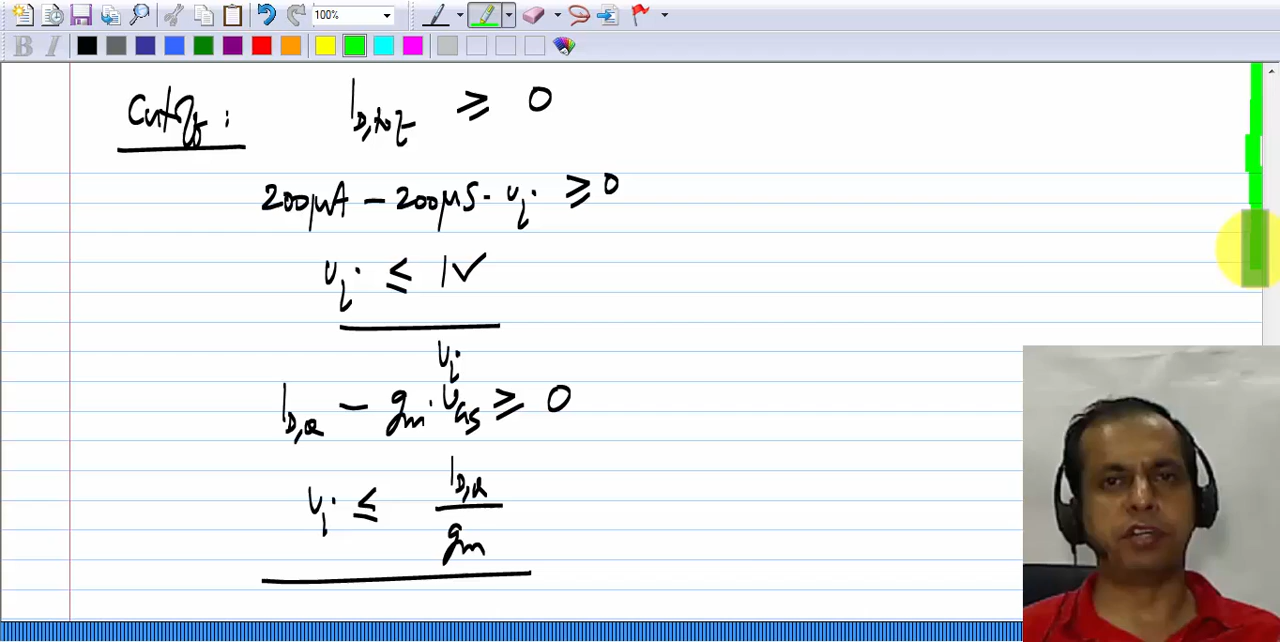 100%
B I
Cutoff: I_D,tot ≥ 0
200μA − 200μS · v_i ≥ 0
v_i ≤ 1V
v_i
I_D,Q − g_m · v_GS ≥ 0
v_i ≤ I_D,Q / g_m